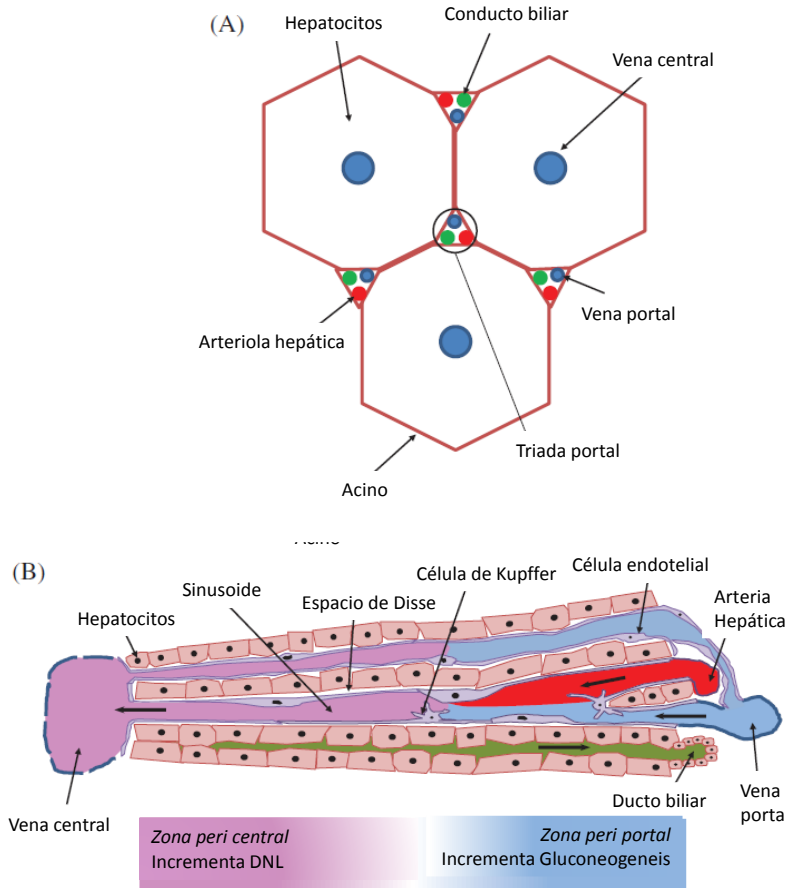 (A)
Hepatocitos
Conducto biliar
Vena central
Arteriola hepática
Vena portal
Triada portal
Acino
(B)
Hepatocitos
Sinusoide
Espacio de Disse
Célula de Kupffer
Célula endotelial
Arteria
Hepática
Vena central
Ducto biliar
Vena
porta
Zona peri central
Incrementa DNL
Zona peri portal
Incrementa Gluconeogeneis